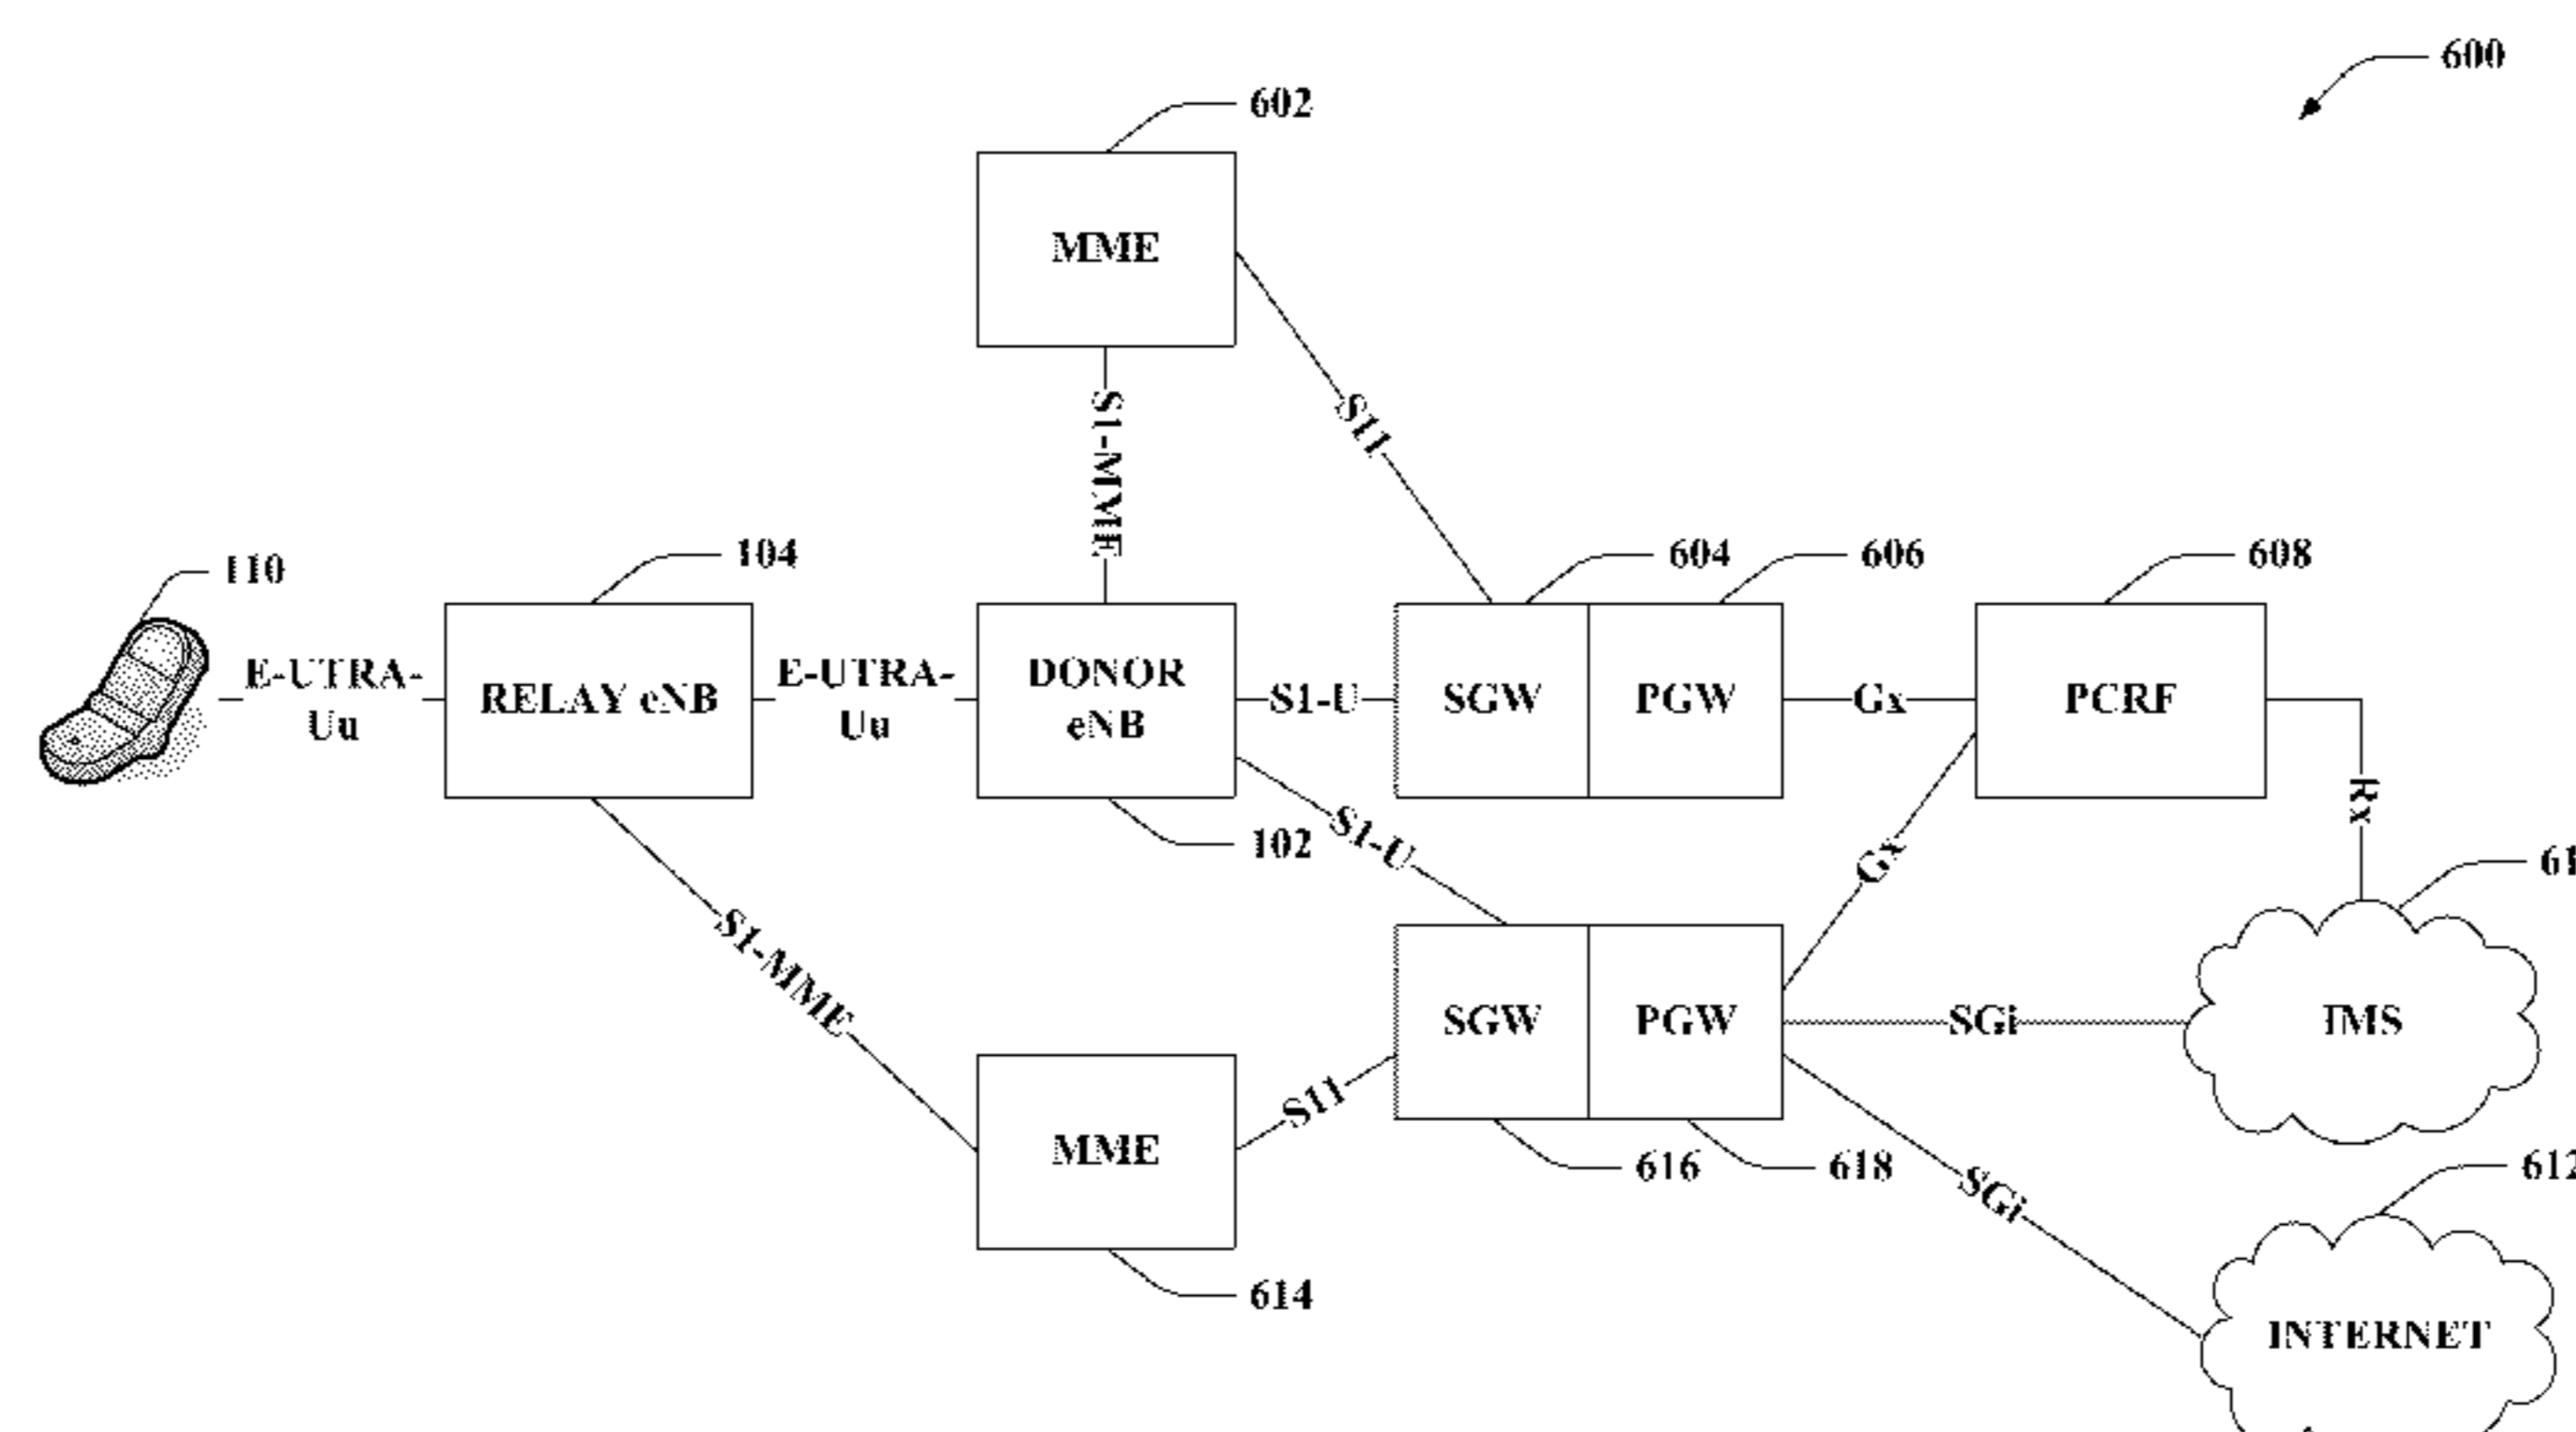 600
602
MME
S11
S1-MME
110
104
604
606
608
E-UTRA-
Uu
RELAY eNB
E-UTRA-
Uu
DONOR
eNB
S1-U
SGW
PGW
Gx
PCRF
Rx
102
S1-U
Gx
61
S1-MME
SGW
PGW
SGi
IMS
MME
S11
616
618
SGi
612
614
INTERNET